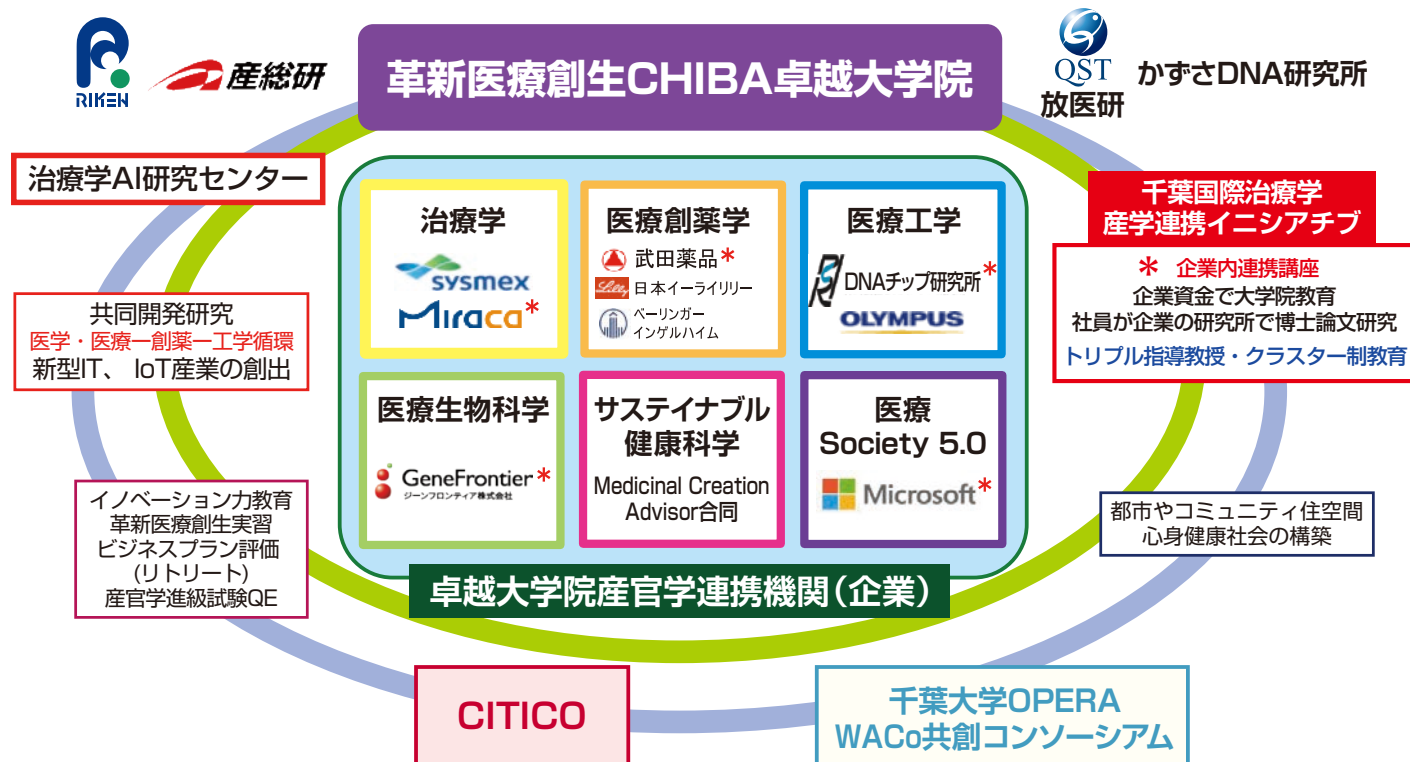 RIKEN
産総研
革新医療創生CHIBA卓越大学院
QST
放医研
かずさDNA研究所
治療学AI研究センター
共同開発研究
医学・医療ー創薬ー工学循環
新型IT、 IoT産業の創出
イノベーション力教育
革新医療創生実習
ビジネスプラン評価
(リトリート)
産官学進級試験QE
治療学
sysmex
Miraca*
医療創薬学
武田薬品*
Lilly 日本イーライリリー
ベーリンガー
インゲルハイム
医療工学
DNAチップ研究所*
OLYMPUS
医療生物科学
GeneFrontier*
ジーンフロンティア株式会社
サステイナブル
健康科学
Medicinal Creation
Advisor合同
医療
Society 5.0
Microsoft*
卓越大学院産官学連携機関(企業)
千葉国際治療学
産学連携イニシアチブ
* 企業内連携講座
企業資金で大学院教育
社員が企業の研究所で博士論文研究
トリプル指導教授・クラスター制教育
都市やコミュニティ住空間
心身健康社会の構築
CITICO
千葉大学OPERA
WACo共創コンソーシアム